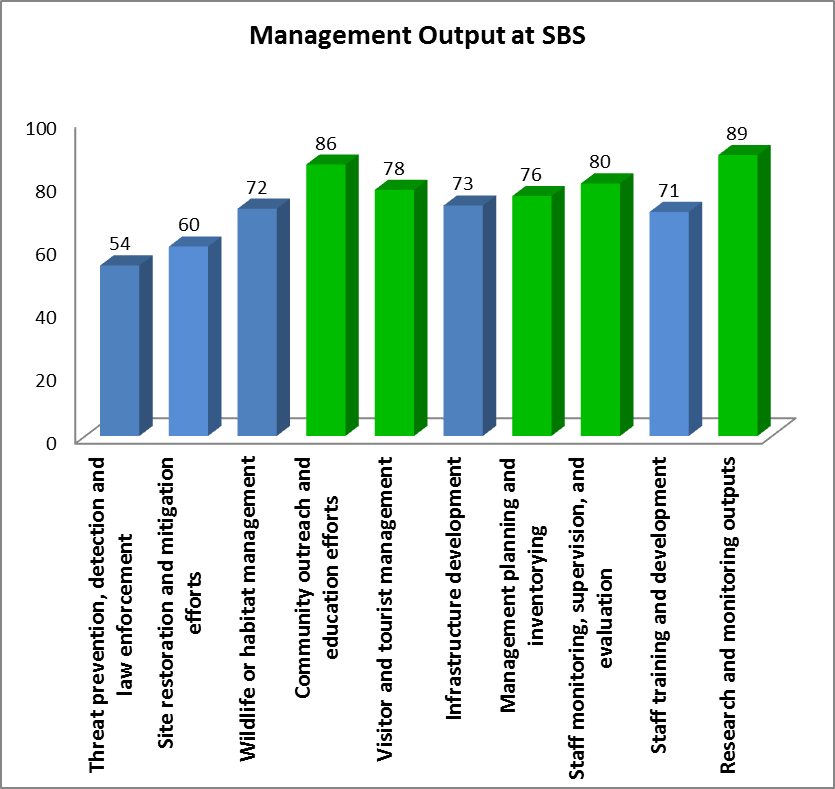 Management Output at SBS
100
80
60
40
20
0
54
60
72
86
78
73
76
80
71
89
Threat prevention, detection and
law enforcement
Site restoration and mitigation
efforts
Wildlife or habitat management
Community outreach and
education efforts
Visitor and tourist management
Infrastructure development
Management planning and
inventorying
Staff monitoring, supervision, and
evaluation
Staff training and development
Research and monitoring outputs